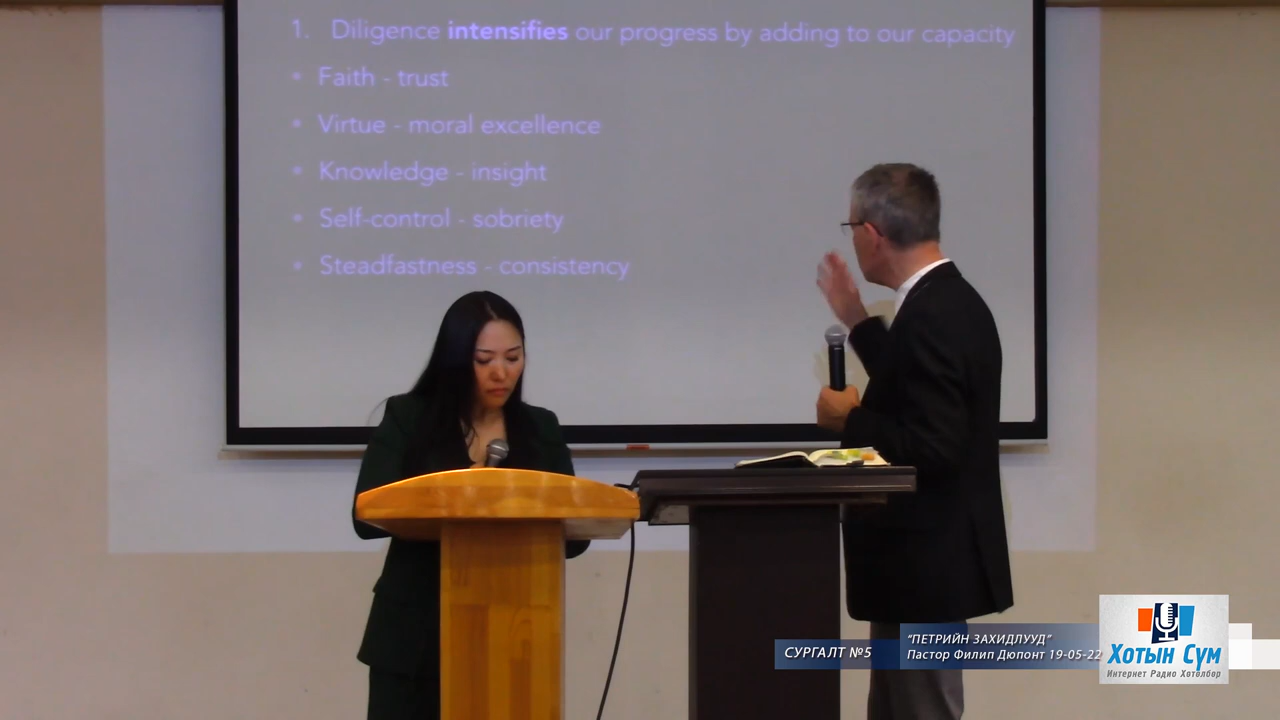 1. Diligence intensifies our progress by adding to our capacity
• Faith - trust
• Virtue - moral excellence
• Knowledge - insight
• Self-control - sobriety
• Steadfastness - consistency
СУРГАЛТ №5
“ПЕТРИЙН ЗАХИДЛУУД”
Пастор Филип Дюпонт 19-05-22
Хотын Сүм
Интернет Радио Хөтөлбөр